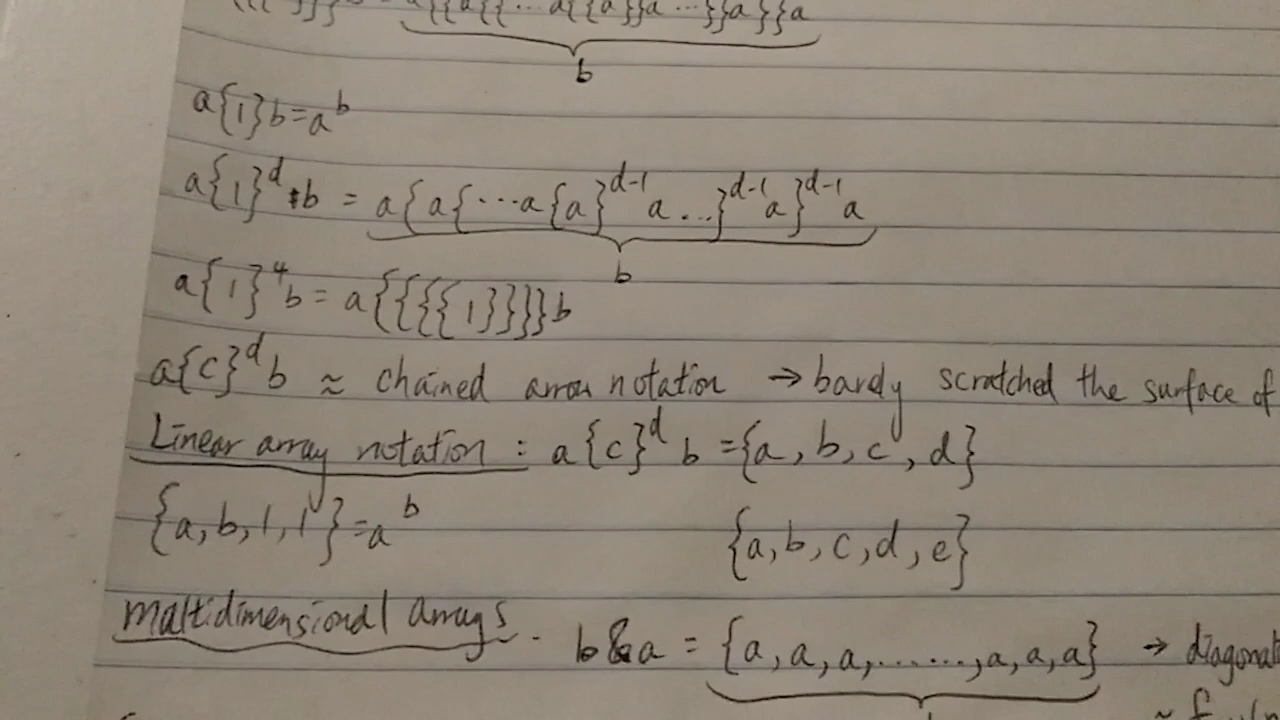 a{{a{{...a{{a}}a...}}a}}a
b
a{1}b=a^b
a{1}^d b = a{a{...a{a}^d-1 a...}^d-1 a}^d-1 a
b
a{1}^4 b = a{{{{1}}}}b
a{c}^d b ≈ chained arrow notation → barely scratched the surface of
Linear array notation : a{c}^d b = {a, b, c, d}
{a, b, 1, 1} = a^b {a, b, c, d, e}
multidimensional arrays. b&a = {a, a, a, ......, a, a, a} →
b